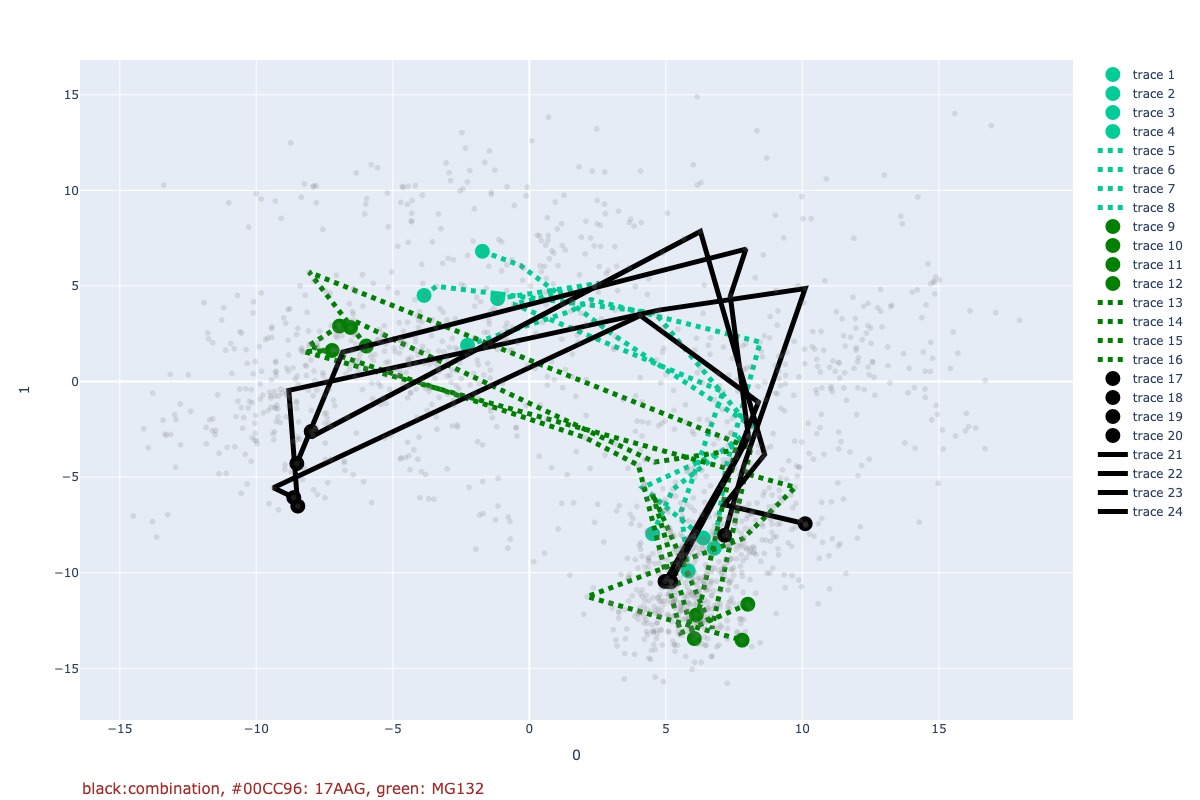 15
10
5
0
−5
−10
−15
1
−15
−10
−5
0
5
10
15
0
trace 1
trace 2
trace 3
trace 4
trace 5
trace 6
trace 7
trace 8
trace 9
trace 10
trace 11
trace 12
trace 13
trace 14
trace 15
trace 16
trace 17
trace 18
trace 19
trace 20
trace 21
trace 22
trace 23
trace 24
black:combination, #00CC96: 17AAG, green: MG132